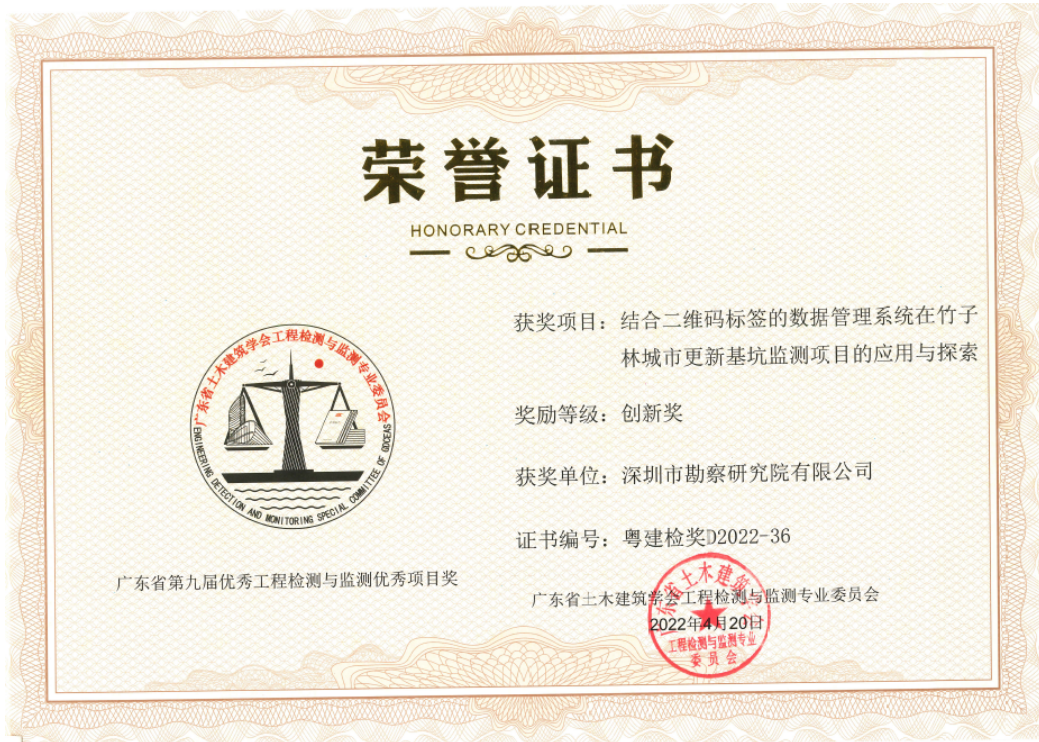 荣誉证书
HONORARY CREDENTIAL
获奖项目：结合二维码标签的数据管理系统在竹子
林城市更新基坑监测项目的应用与探索
奖励等级：创新奖
获奖单位：深圳市勘察研究院有限公司
证书编号：粤建检奖D2022-36
广东省土木建筑学会工程检测与监测专业委员会
2022年4月20日
广东省土木建筑学会
工程检测与监测专业
委员会
广东省土木建筑学会工程检测与监测专业委员会
ENGINEERING DETECTION AND MONITORING SPECIAL COMMITTEE OF GDCEAS
广东省第九届优秀工程检测与监测优秀项目奖